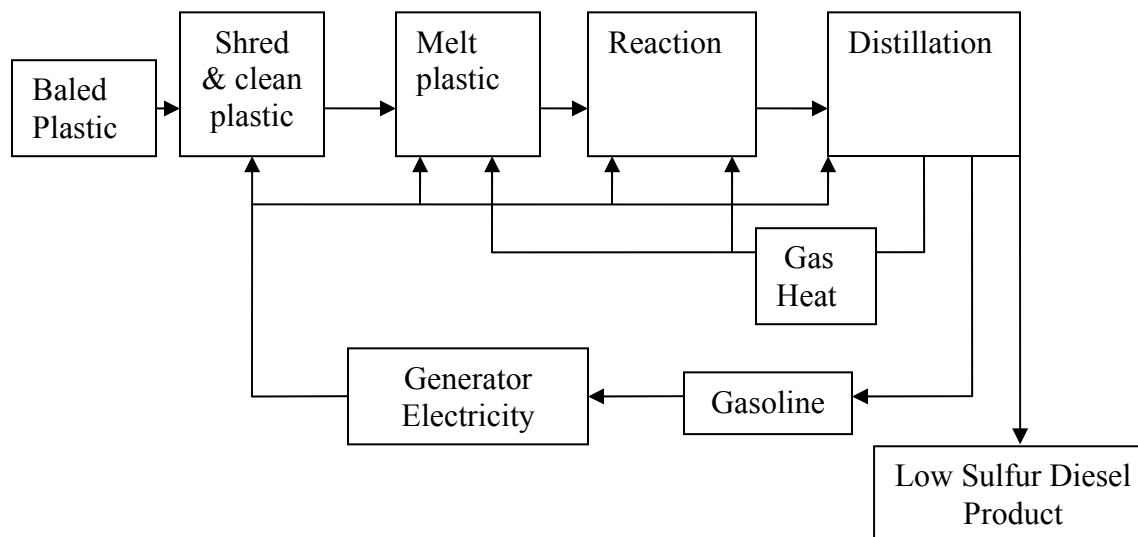 Baled
Plastic
Shred
& clean
plastic
Melt
plastic
Reaction
Distillation
Gas
Heat
Generator
Electricity
Gasoline
Low Sulfur Diesel
Product